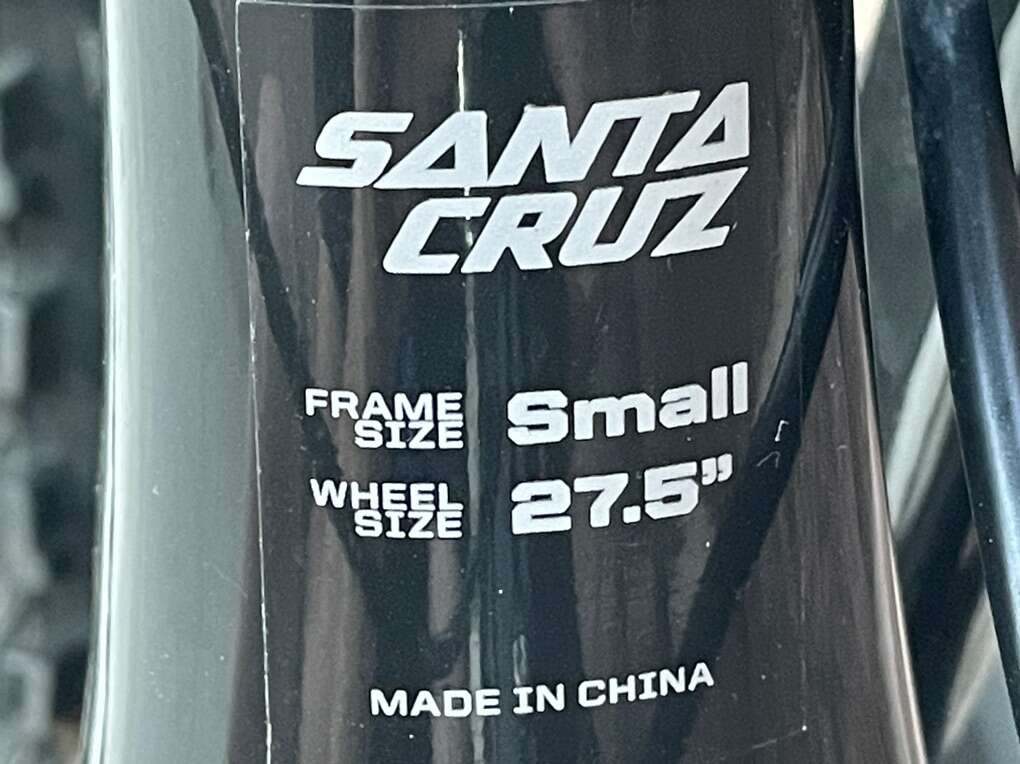 SANTA
CRUZ
FRAME SIZE Small
WHEEL SIZE 27.5”
MADE IN CHINA